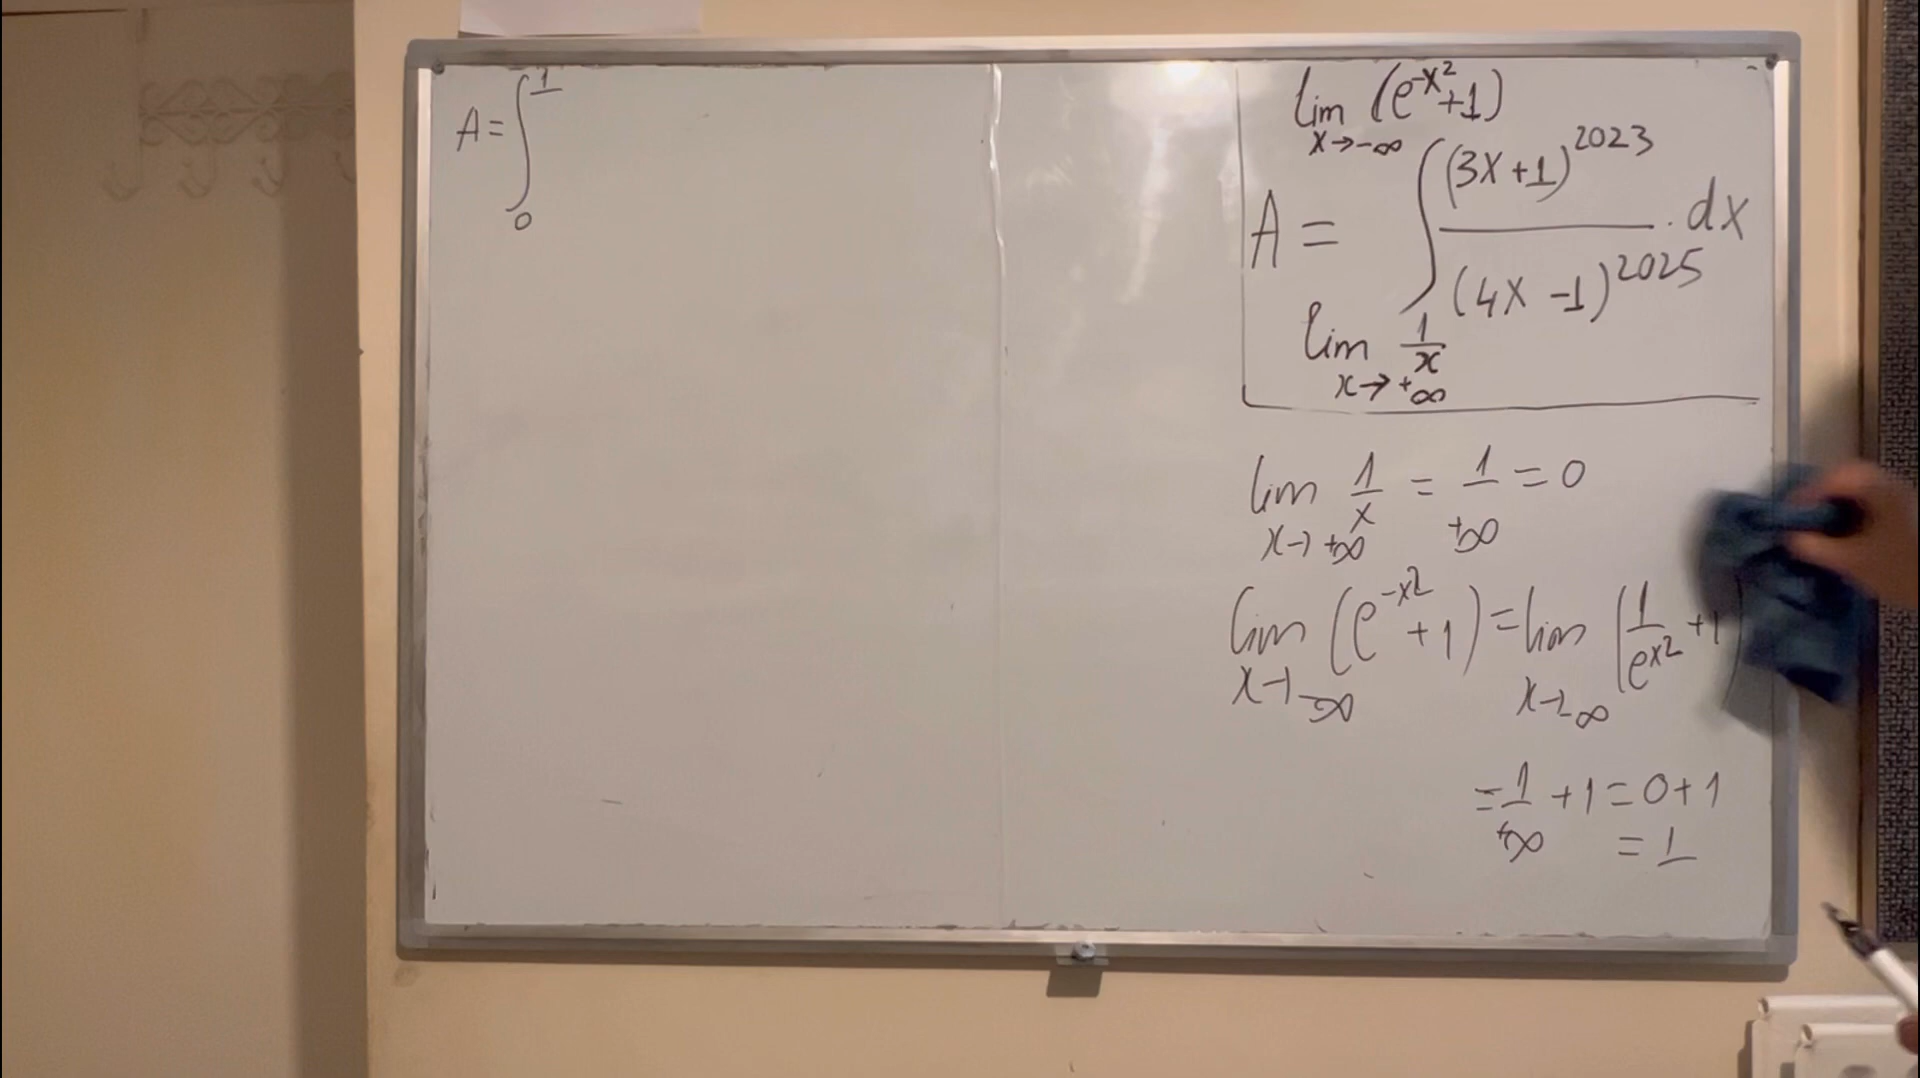 A = ∫₀¹
lim (e^{-x²}+1)
x→-∞
A = ∫ (3x+1)^{2023} / (4x-1)^{2025} . dx
lim 1/x
x→+∞
lim 1/x = 1/+∞ = 0
x→+∞
lim (e^{-x²}+1) = lim (1/e^{x²} +1)
x→-∞ x→-∞
= 1/+∞ +1 = 0+1
= 1